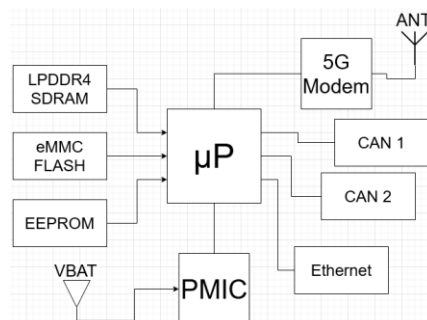 ANT
5G
Modem
LPDDR4
SDRAM
µP
CAN 1
eMMC
FLASH
CAN 2
EEPROM
VBAT
PMIC
Ethernet